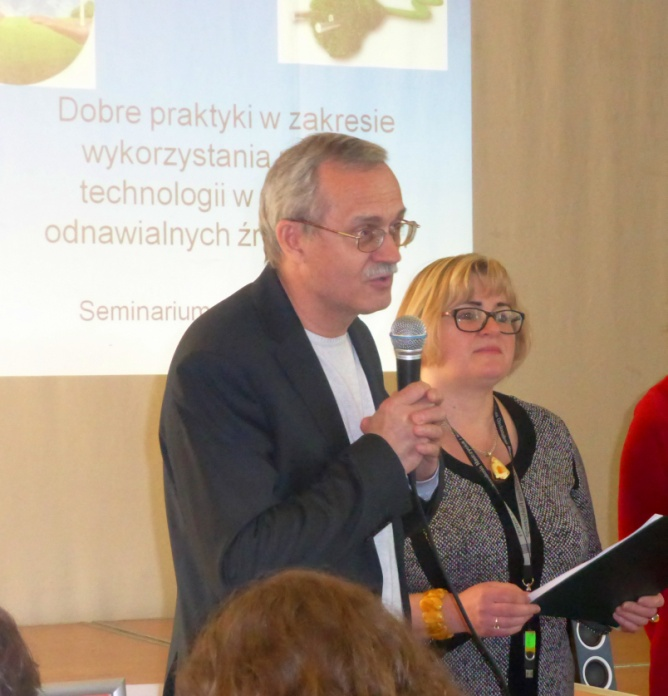 Dobre praktyki w zakresie
wykorzystania
technologii w
odnawialnych
Seminarium